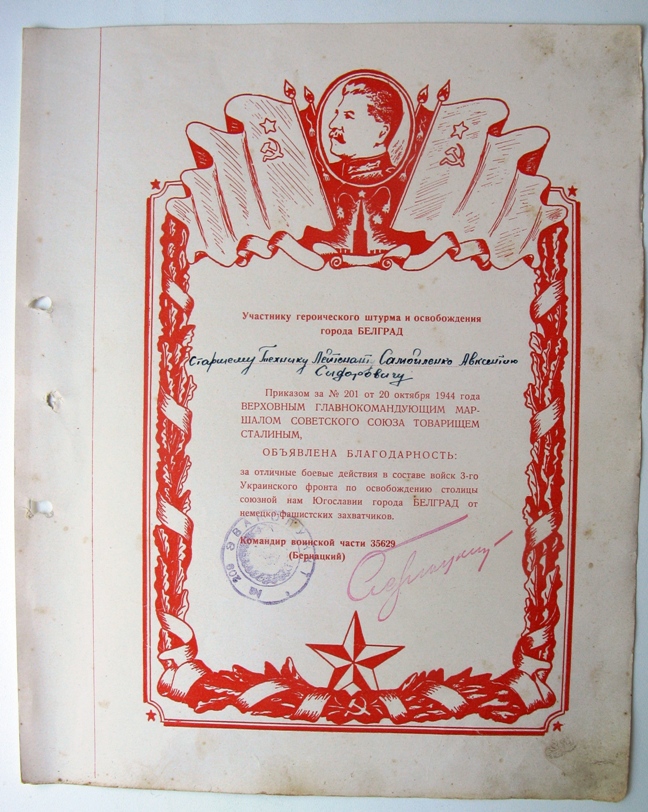 Участнику героического штурма и освобождения
города БЕЛГРАД
Старшему Технику Лейтенант Самойленко Авксентию
Сидоровичу
Приказом за № 201 от 20 октября 1944 года
ВЕРХОВНЫМ ГЛАВНОКОМАНДУЮЩИМ МАР-
ШАЛОМ СОВЕТСКОГО СОЮЗА ТОВАРИЩЕМ
СТАЛИНЫМ,
ОБЪЯВЛЕНА БЛАГОДАРНОСТЬ:
за отличные боевые действия в составе войск 3-го
Украинского фронта по освобождению столицы
союзной нам Югославии города БЕЛГРАД от
немецко-фашистских захватчиков.
Командир воинской части 35629
(Бернацкий)